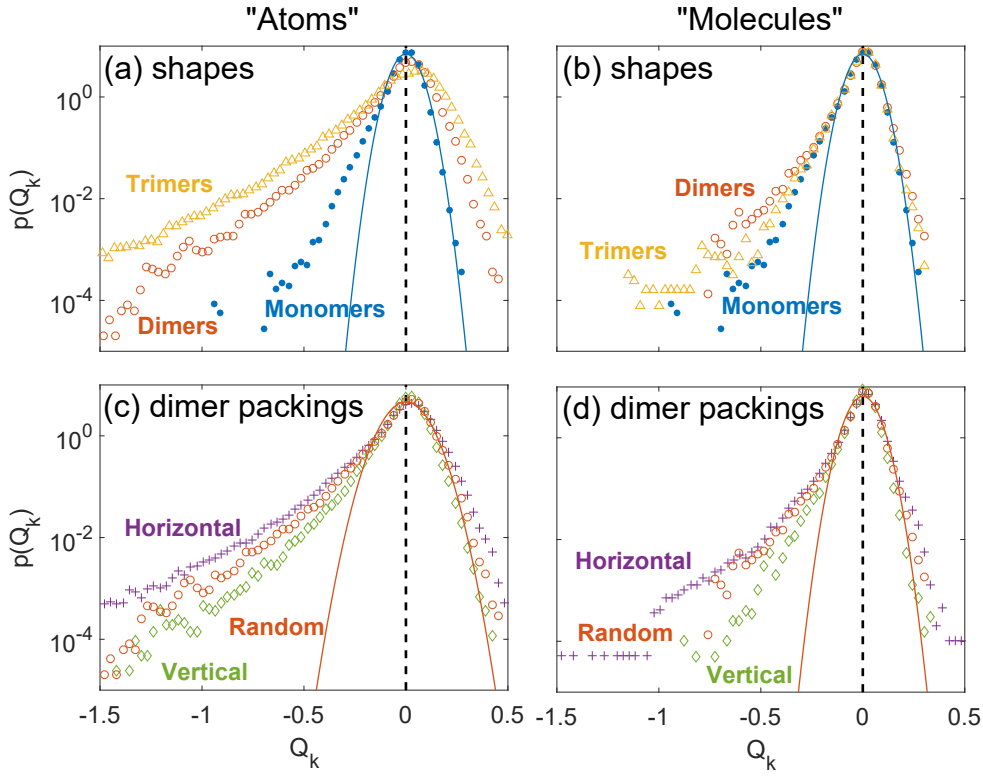 "Atoms"
"Molecules"
(a) shapes
(b) shapes
p(Q_k)
10^0
10^-2
10^-4
Trimers
Dimers
Monomers
Dimers
Trimers
Monomers
(c) dimer packings
(d) dimer packings
p(Q_k)
10^0
10^-2
10^-4
Horizontal
Random
Vertical
Horizontal
Random
Vertical
-1.5 -1 -0.5 0 0.5
-1.5 -1 -0.5 0 0.5
Q_k
Q_k